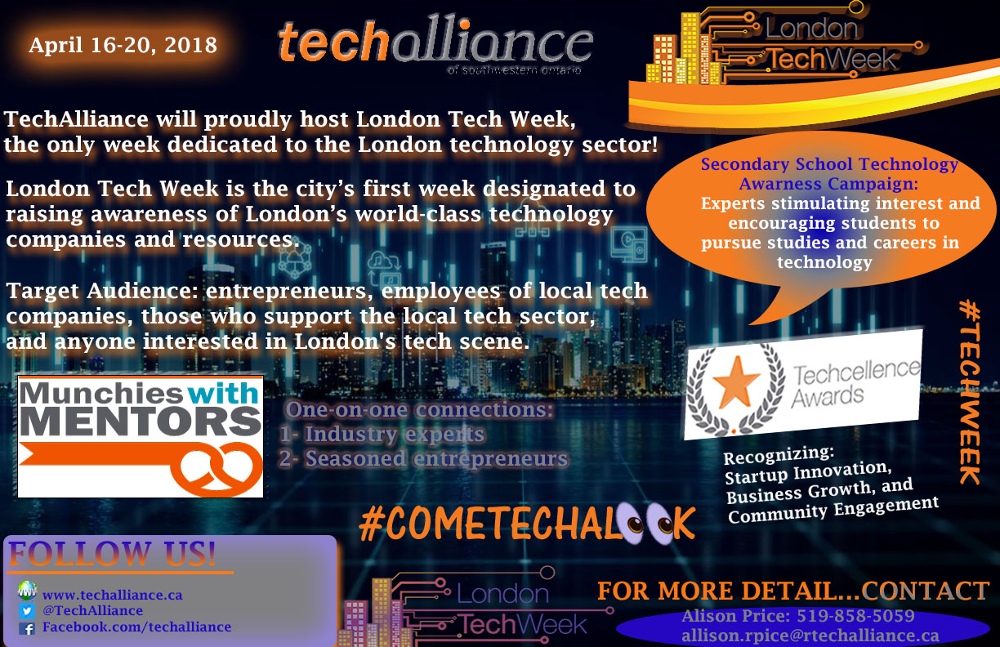 April 16-20, 2018
techalliance
of southwestern ontario
London
TechWeek
TechAlliance will proudly host London Tech Week,
the only week dedicated to the London technology sector!
London Tech Week is the city’s first week designated to
raising awareness of London’s world-class technology
companies and resources.
Target Audience: entrepreneurs, employees of local tech
companies, those who support the local tech sector,
and anyone interested in London's tech scene.
Secondary School Technology
Awarness Campaign:
Experts stimulating interest and
encouraging students to
pursue studies and careers in
technology
#TECHWEEK
Munchies with
MENTORS
One-on-one connections:
1- Industry experts
2- Seasoned entrepreneurs
Techcellence
Awards
Recognizing:
Startup Innovation,
Business Growth, and
Community Engagement
#COMETECHALOOK
FOLLOW US!
www.techalliance.ca
@TechAlliance
Facebook.com/techalliance
London
TechWeek
FOR MORE DETAIL...CONTACT
Alison Price: 519-858-5059
allison.rpice@rtechalliance.ca